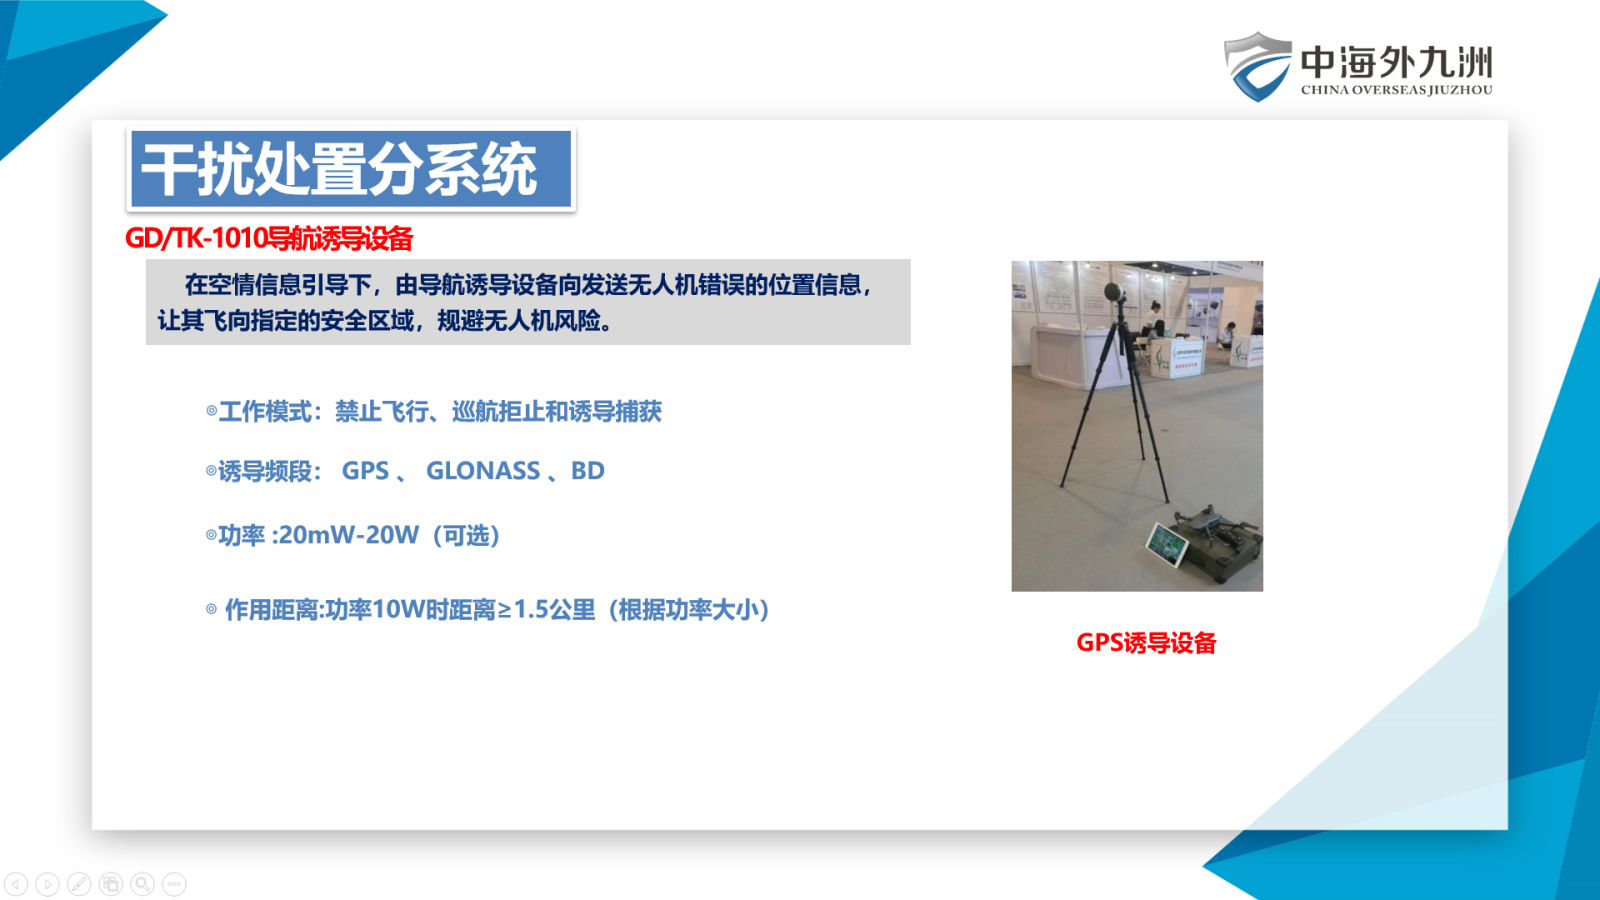 中海外九洲
CHINA OVERSEAS JIUZHOU
干扰处置分系统
GD/TK-1010导航诱导设备
在空情信息引导下，由导航诱导设备向发送无人机错误的位置信息，
让其飞向指定的安全区域，规避无人机风险。
◎工作模式：禁止飞行、巡航拒止和诱导捕获
◎诱导频段： GPS 、 GLONASS 、BD
◎功率 :20mW-20W（可选）
◎ 作用距离:功率10W时距离≥1.5公里（根据功率大小）
GPS诱导设备